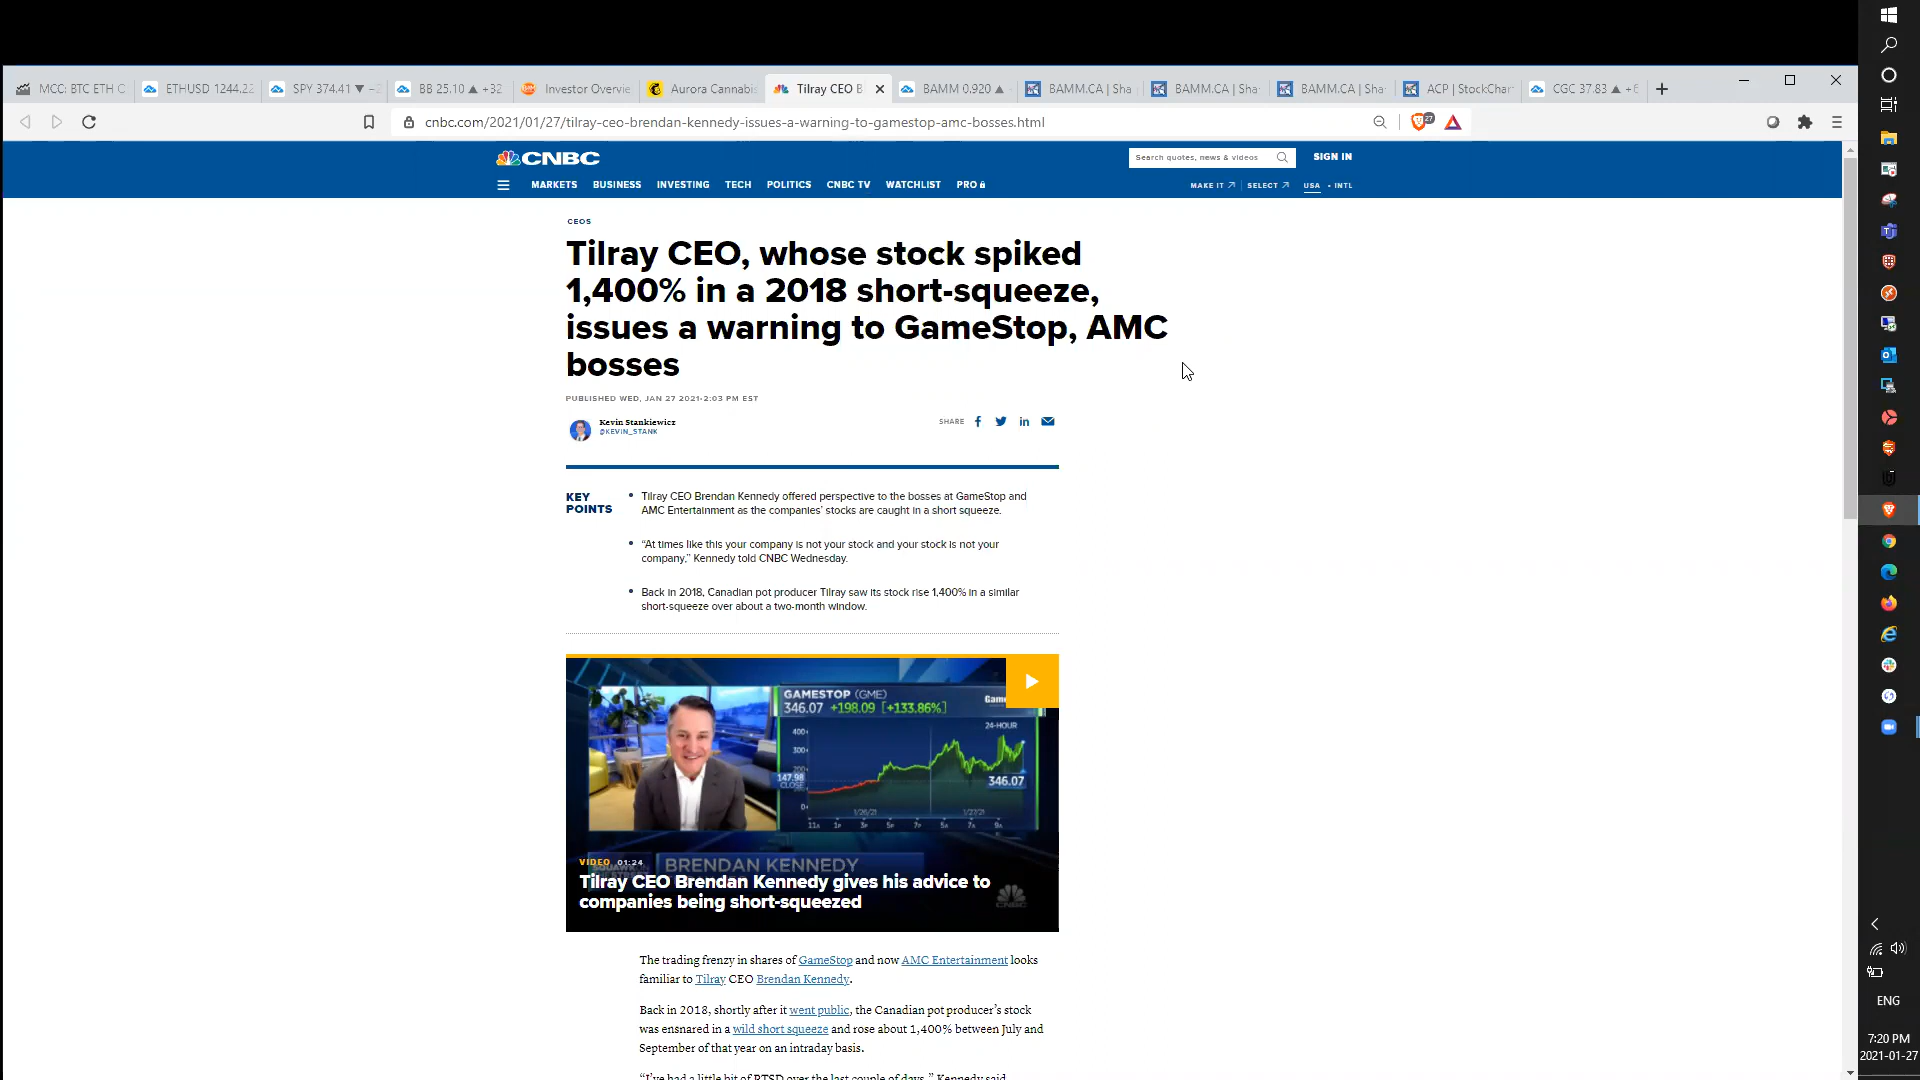 MCC: BTC ETH C
ETHUSD 1244.22
SPY 374.41 ▼ −2
BB 25.10 ▲ +32
Investor Overvie
Aurora Cannabi
Tilray CEO B
BAMM 0.920 ▲
BAMM.CA | Sha
BAMM.CA | Sha
BAMM.CA | Sha
ACP | StockChar
CGC 37.83 ▲ +6
cnbc.com/2021/01/27/tilray-ceo-brendan-kennedy-issues-a-warning-to-gamestop-amc-bosses.html
27
CNBC
Search quotes, news & videos
SIGN IN
MARKETS BUSINESS INVESTING TECH POLITICS CNBC TV WATCHLIST PRO
MAKE IT SELECT USA • INTL
CEOS
Tilray CEO, whose stock spiked
1,400% in a 2018 short-squeeze,
issues a warning to GameStop, AMC
bosses
PUBLISHED WED, JAN 27 2021•2:03 PM EST
Kevin Stankiewicz
@KEVIN_STANK
SHARE
KEY
POINTS
• Tilray CEO Brendan Kennedy offered perspective to the bosses at GameStop and
AMC Entertainment as the companies’ stocks are caught in a short squeeze.
• “At times like this your company is not your stock and your stock is not your
company,” Kennedy told CNBC Wednesday.
• Back in 2018, Canadian pot producer Tilray saw its stock rise 1,400% in a similar
short-squeeze over about a two-month window.
GAMESTOP (GME)
346.07 +198.09 [+133.86%]
24-HOUR
400
300
200
147.98
CLOSE
0
346.07
1/26/21 1/27/21
11A 1P 3P 5P 7P 5A 7A 9A
VIDEO 01:24
BRENDAN KENNEDY
Tilray CEO Brendan Kennedy gives his advice to
companies being short-squeezed
CNBC
The trading frenzy in shares of GameStop and now AMC Entertainment looks
familiar to Tilray CEO Brendan Kennedy.
Back in 2018, shortly after it went public, the Canadian pot producer’s stock
was ensnared in a wild short squeeze and rose about 1,400% between July and
September of that year on an intraday basis.
“I’ve had a little bit of PTSD over the last couple of days,” Kennedy said
ENG
7:20 PM
2021-01-27